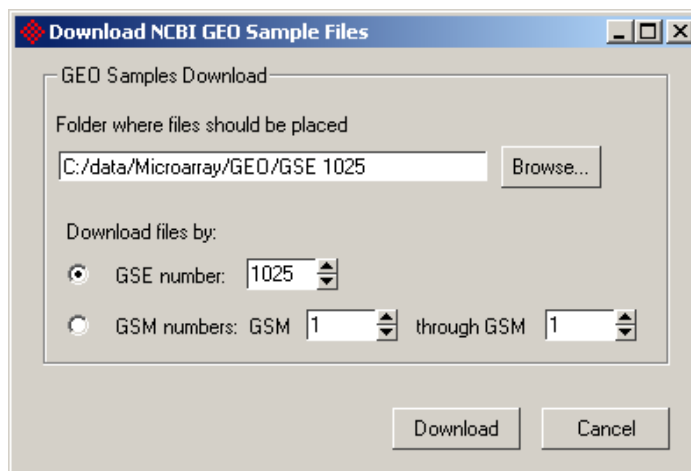 Download NCBI GEO Sample Files
GEO Samples Download
Folder where files should be placed
C:/data/Microarray/GEO/GSE 1025 Browse...
Download files by:
GSE number: 1025
GSM numbers: GSM 1 through GSM 1
Download Cancel